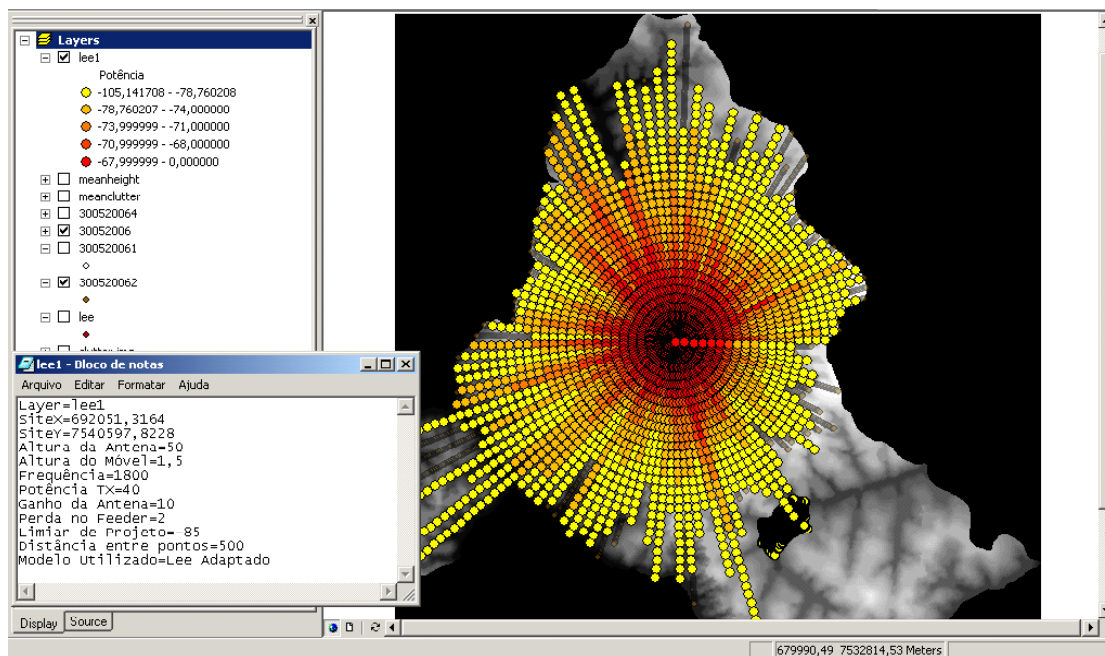 Layers
lee1
Potência
-105,141708 - -78,760208
-78,760207 - -74,000000
-73,999999 - -71,000000
-70,999999 - -68,000000
-67,999999 - 0,000000
meanheight
meanclutter
300520064
30052006
300520061
300520062
lee
lee1 - Bloco de notas
Arquivo Editar Formatar Ajuda
Layer=lee1
SiteX=692051,3164
SiteY=7540597,8228
Altura da Antena=50
Altura do Móvel=1,5
Frequência=1800
Potência TX=40
Ganho da Antena=10
Perda no Feeder=2
Limiar de Projeto=-85
Distância entre pontos=500
Modelo Utilizado=Lee Adaptado
Display Source
679990,49 7532814,53 Meters